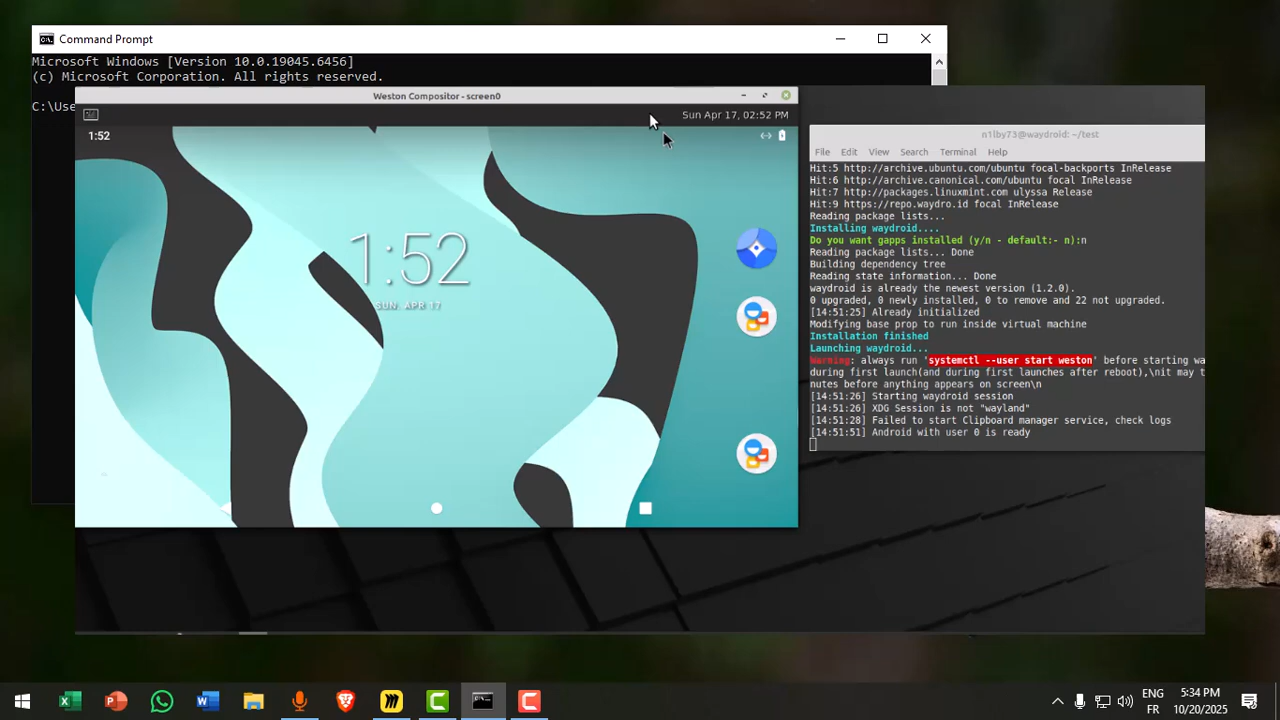 Command Prompt
Microsoft Windows [Version 10.0.19045.6456]
(c) Microsoft Corporation. All rights reserved.
C:\Use
Weston Compositor - screen0
Sun Apr 17, 02:52 PM
1:52
1:52
SUN, APR 17
n1lby73@waydroid: ~/test
File Edit View Search Terminal Help
Hit:5 http://archive.ubuntu.com/ubuntu focal-backports InRelease
Hit:6 http://archive.canonical.com/ubuntu focal InRelease
Hit:7 http://packages.linuxmint.com ulyssa Release
Hit:9 https://repo.waydro.id focal InRelease
Reading package lists...
Installing waydroid....
Do you want gapps installed (y/n - default:- n):n
Reading package lists... Done
Building dependency tree
Reading state information... Done
waydroid is already the newest version (1.2.0).
0 upgraded, 0 newly installed, 0 to remove and 22 not upgraded.
[14:51:25] Already initialized
Modifying base prop to run inside virtual machine
Installation finished
Launching waydroid...
Warning: always run 'systemctl --user start weston' before starting wa
during first launch(and during first launches after reboot),\nit may t
nutes before anything appears on screen\n
[14:51:26] Starting waydroid session
[14:51:26] XDG Session is not "wayland"
[14:51:28] Failed to start Clipboard manager service, check logs
[14:51:51] Android with user 0 is ready
ENG
FR
5:34 PM
10/20/2025